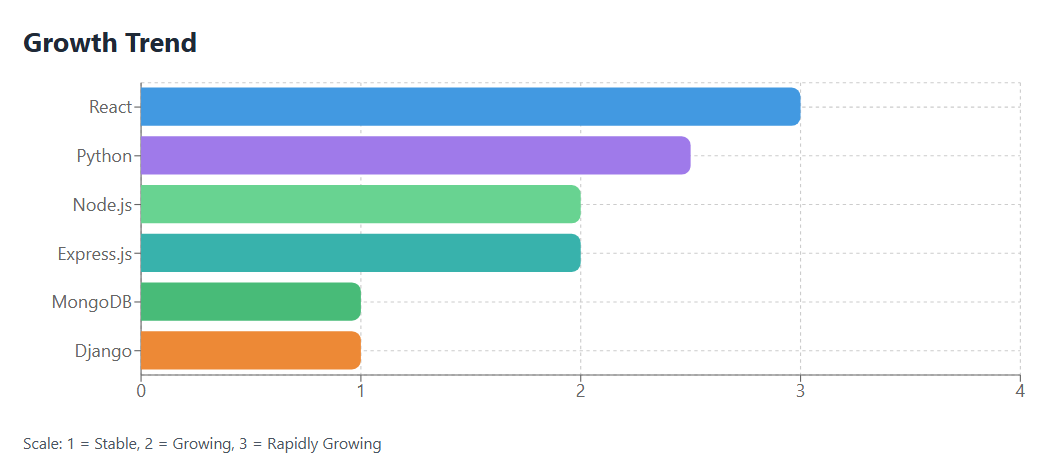 Growth Trend
React
Python
Node.js
Express.js
MongoDB
Django
0 1 2 3 4
Scale: 1 = Stable, 2 = Growing, 3 = Rapidly Growing